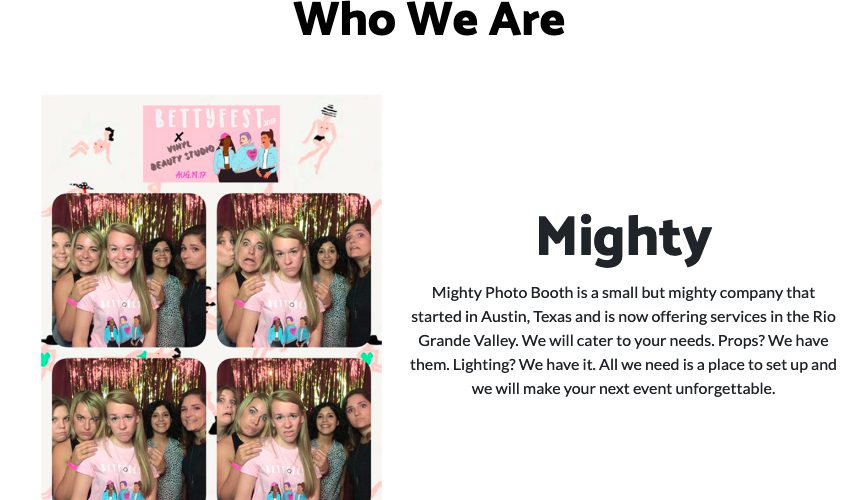 Who We Are
BETTYFEST 2017
X
VINYL
BEAUTY STUDIO
AUG.19.17
Mighty
Mighty Photo Booth is a small but mighty company that
started in Austin, Texas and is now offering services in the Rio
Grande Valley. We will cater to your needs. Props? We have
them. Lighting? We have it. All we need is a place to set up and
we will make your next event unforgettable.